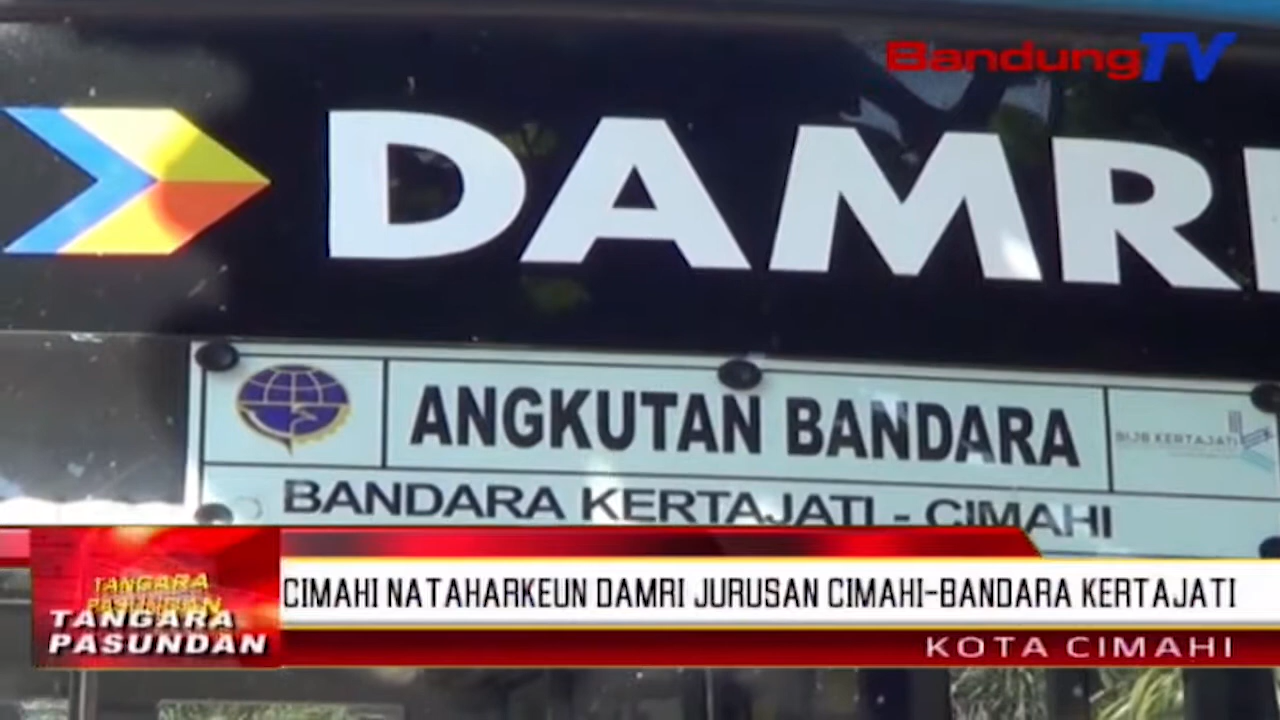 BandungTV
DAMRI
ANGKUTAN BANDARA
BIJB KERTAJATI
BANDARA KERTAJATI - CIMAHI
TANGARA
PASUNDAN
TANGARA
PASUNDAN
CIMAHI NATAHARKEUN DAMRI JURUSAN CIMAHI-BANDARA KERTAJATI
KOTA CIMAHI